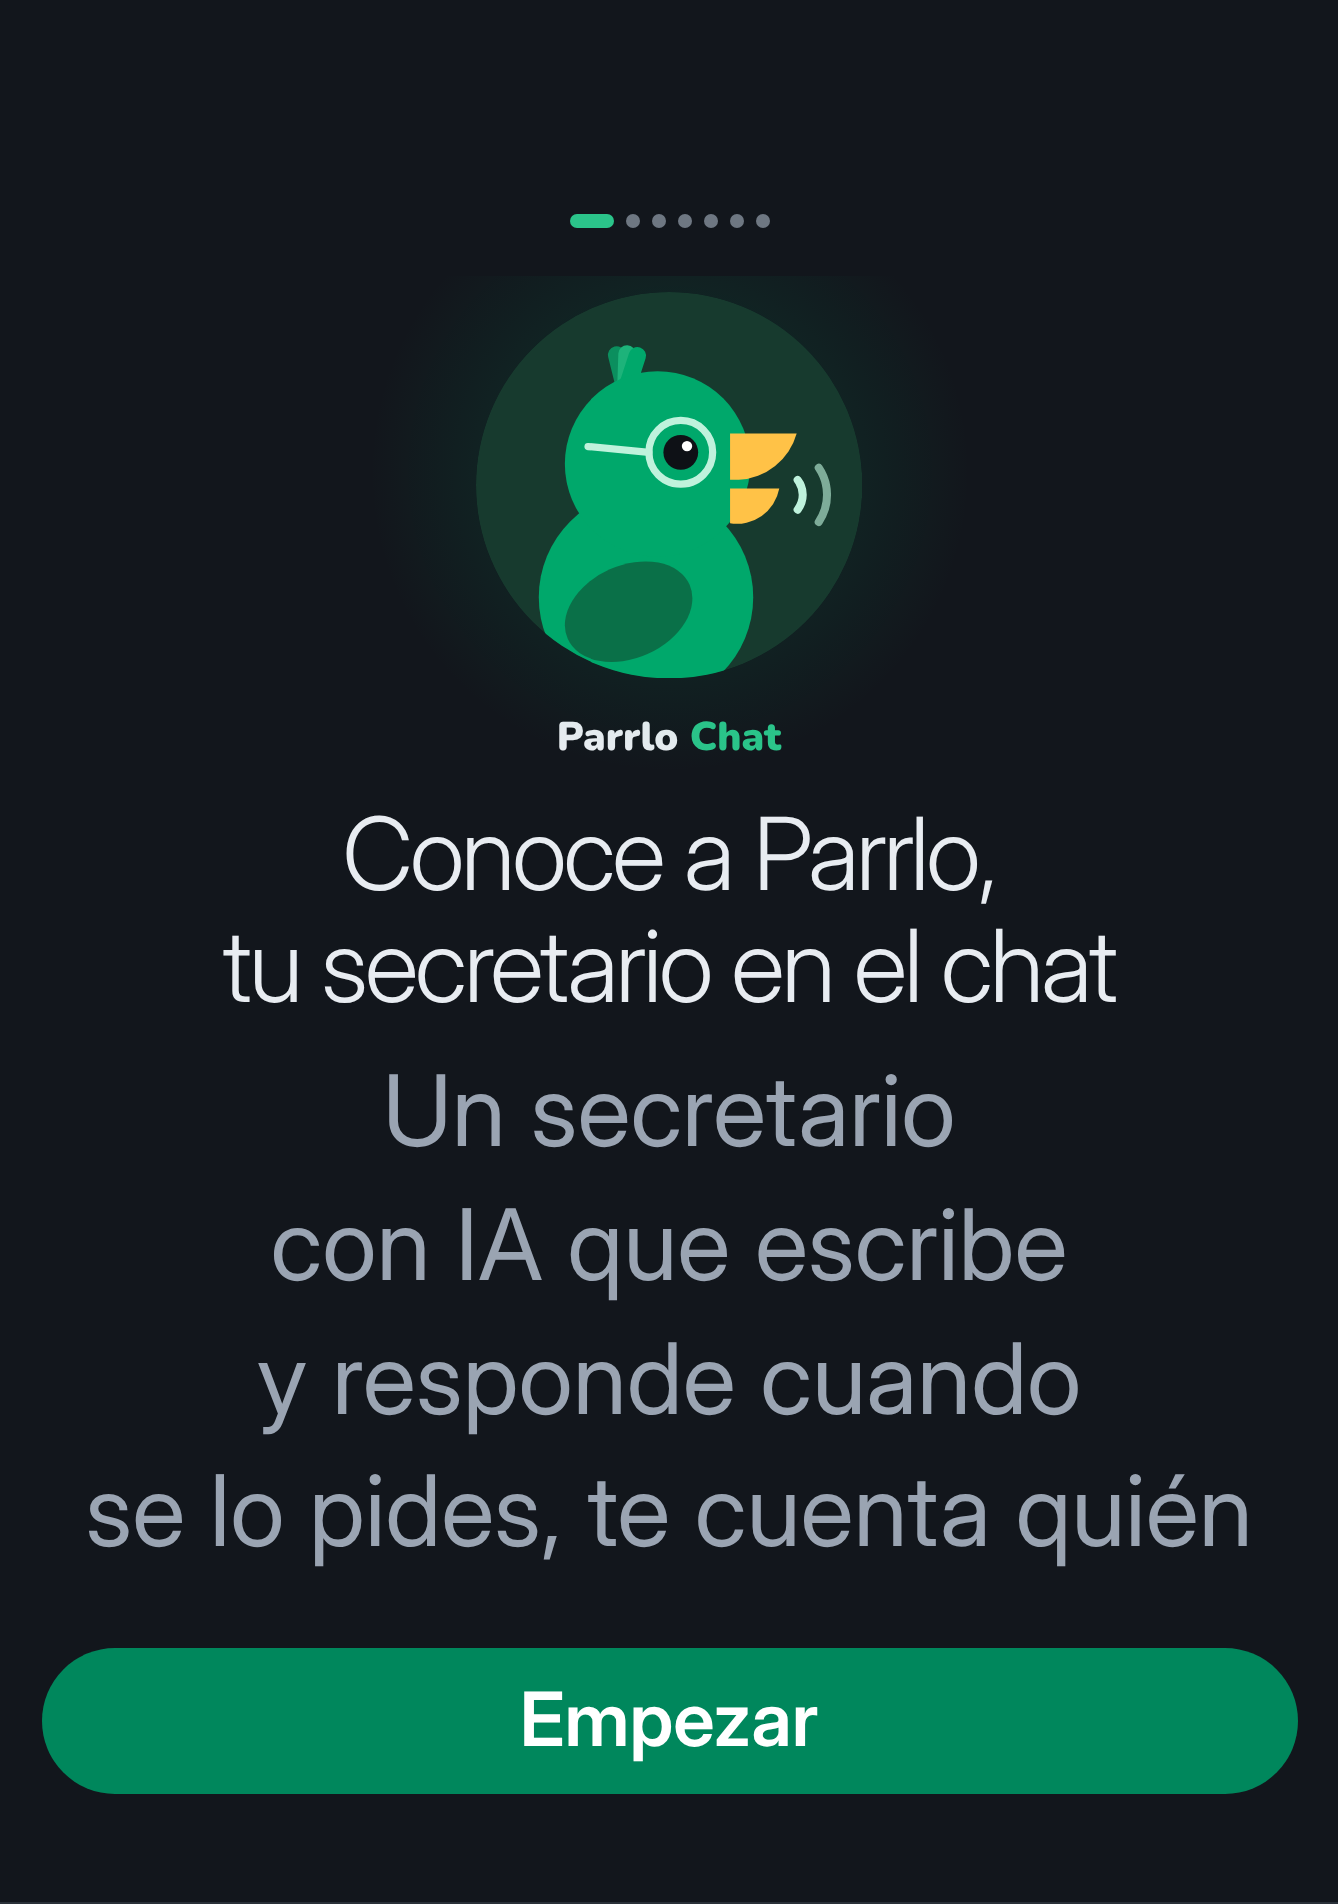 Parrlo Chat
Conoce a Parrlo,
tu secretario en el chat
Un secretario
con IA que escribe
y responde cuando
se lo pides, te cuenta quién
Empezar